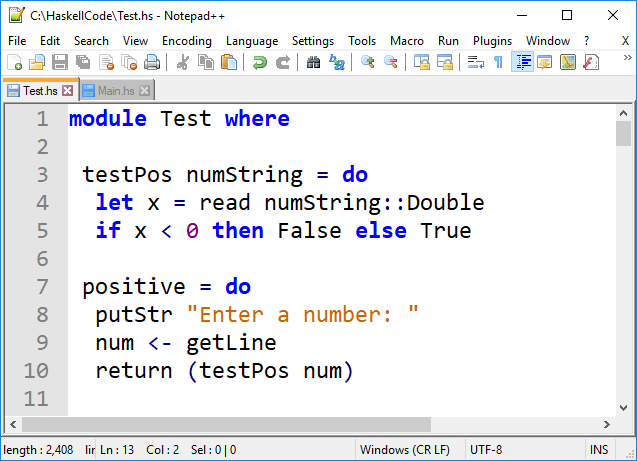 C:\HaskellCode\Test.hs - Notepad++
File Edit Search View Encoding Language Settings Tools Macro Run Plugins Window ? X
Test.hs Main.hs
1 module Test where
2
3 testPos numString = do
4 let x = read numString::Double
5 if x < 0 then False else True
6
7 positive = do
8 putStr "Enter a number: "
9 num <- getLine
10 return (testPos num)
11
length : 2,408 lir Ln : 13 Col : 2 Sel : 0 | 0 Windows (CR LF) UTF-8 INS